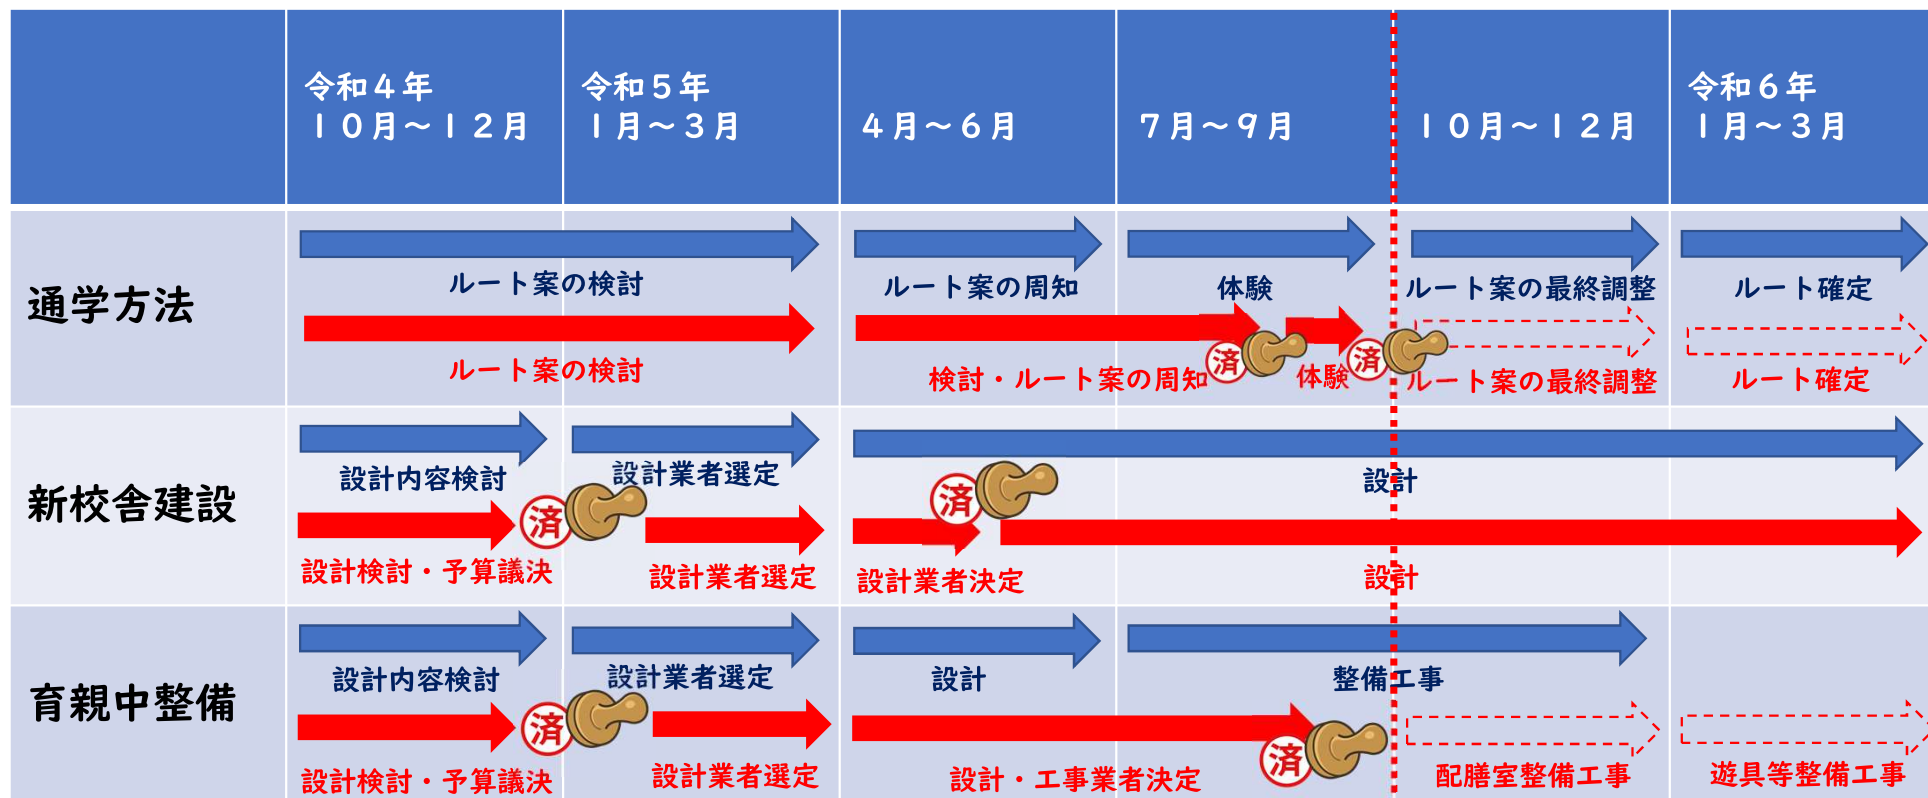 令和４年
１０月～１２月
令和５年
１月～３月
４月～６月
７月～９月
１０月～１２月
令和６年
１月～３月
通学方法
ルート案の検討
ルート案の周知
体験
ルート案の最終調整
ルート確定
ルート案の検討
検討・ルート案の周知
済
体験
済
ルート案の最終調整
ルート確定
新校舎建設
設計内容検討
設計業者選定
設計
設計検討・予算議決
済
設計業者選定
設計業者決定
済
設計
育親中整備
設計内容検討
設計業者選定
設計
整備工事
設計検討・予算議決
済
設計業者選定
設計・工事業者決定
済
配膳室整備工事
遊具等整備工事